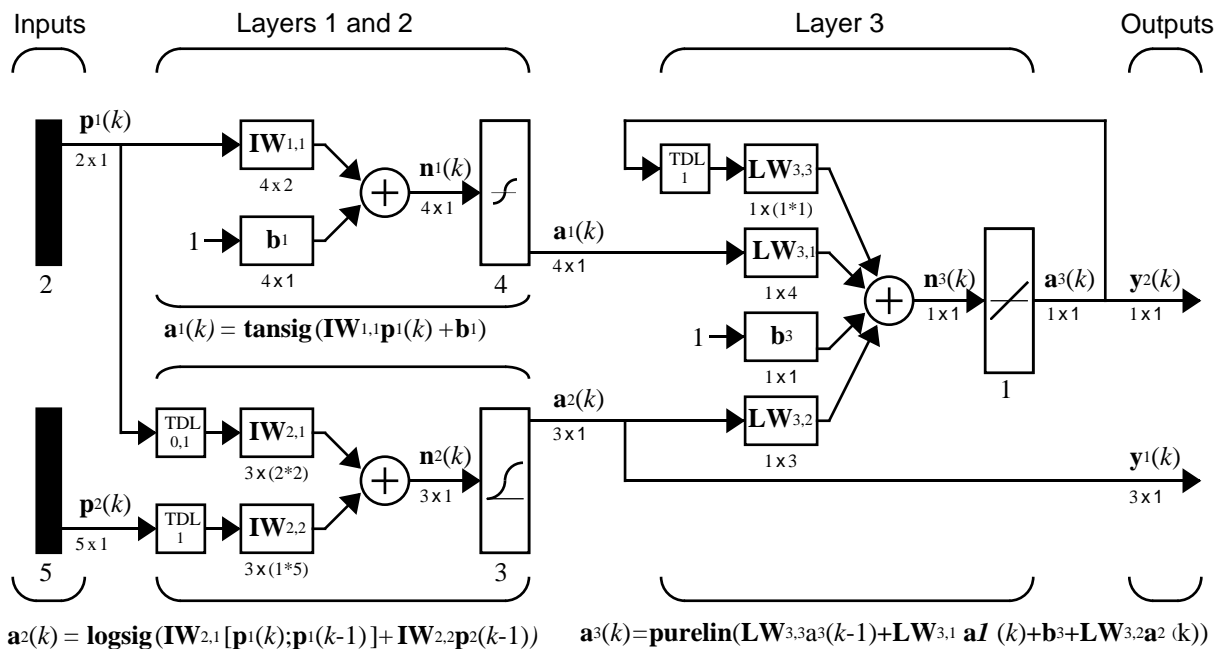 Inputs
Layers 1 and 2
Layer 3
Outputs
p1(k)
2 x 1
IW1,1
4 x 2
1
b1
4 x 1
n1(k)
4 x 1
2
4
a1(k) = tansig (IW1,1p1(k) +b1)
a1(k)
4 x 1
TDL
1
LW3,3
1 x (1*1)
LW3,1
1 x 4
1
b3
1 x 1
LW3,2
1 x 3
n3(k)
1 x 1
1
a3(k)
1 x 1
y2(k)
1 x 1
TDL
0,1
IW2,1
3 x (2*2)
p2(k)
5 x 1
TDL
1
IW2,2
3 x (1*5)
n2(k)
3 x 1
5
3
a2(k)
3 x 1
y1(k)
3 x 1
a2(k) = logsig (IW2,1 [p1(k);p1(k-1) ]+ IW2,2p2(k-1))
a3(k)=purelin(LW3,3a3(k-1)+LW3,1 a1 (k)+b3+LW3,2a2 (k))